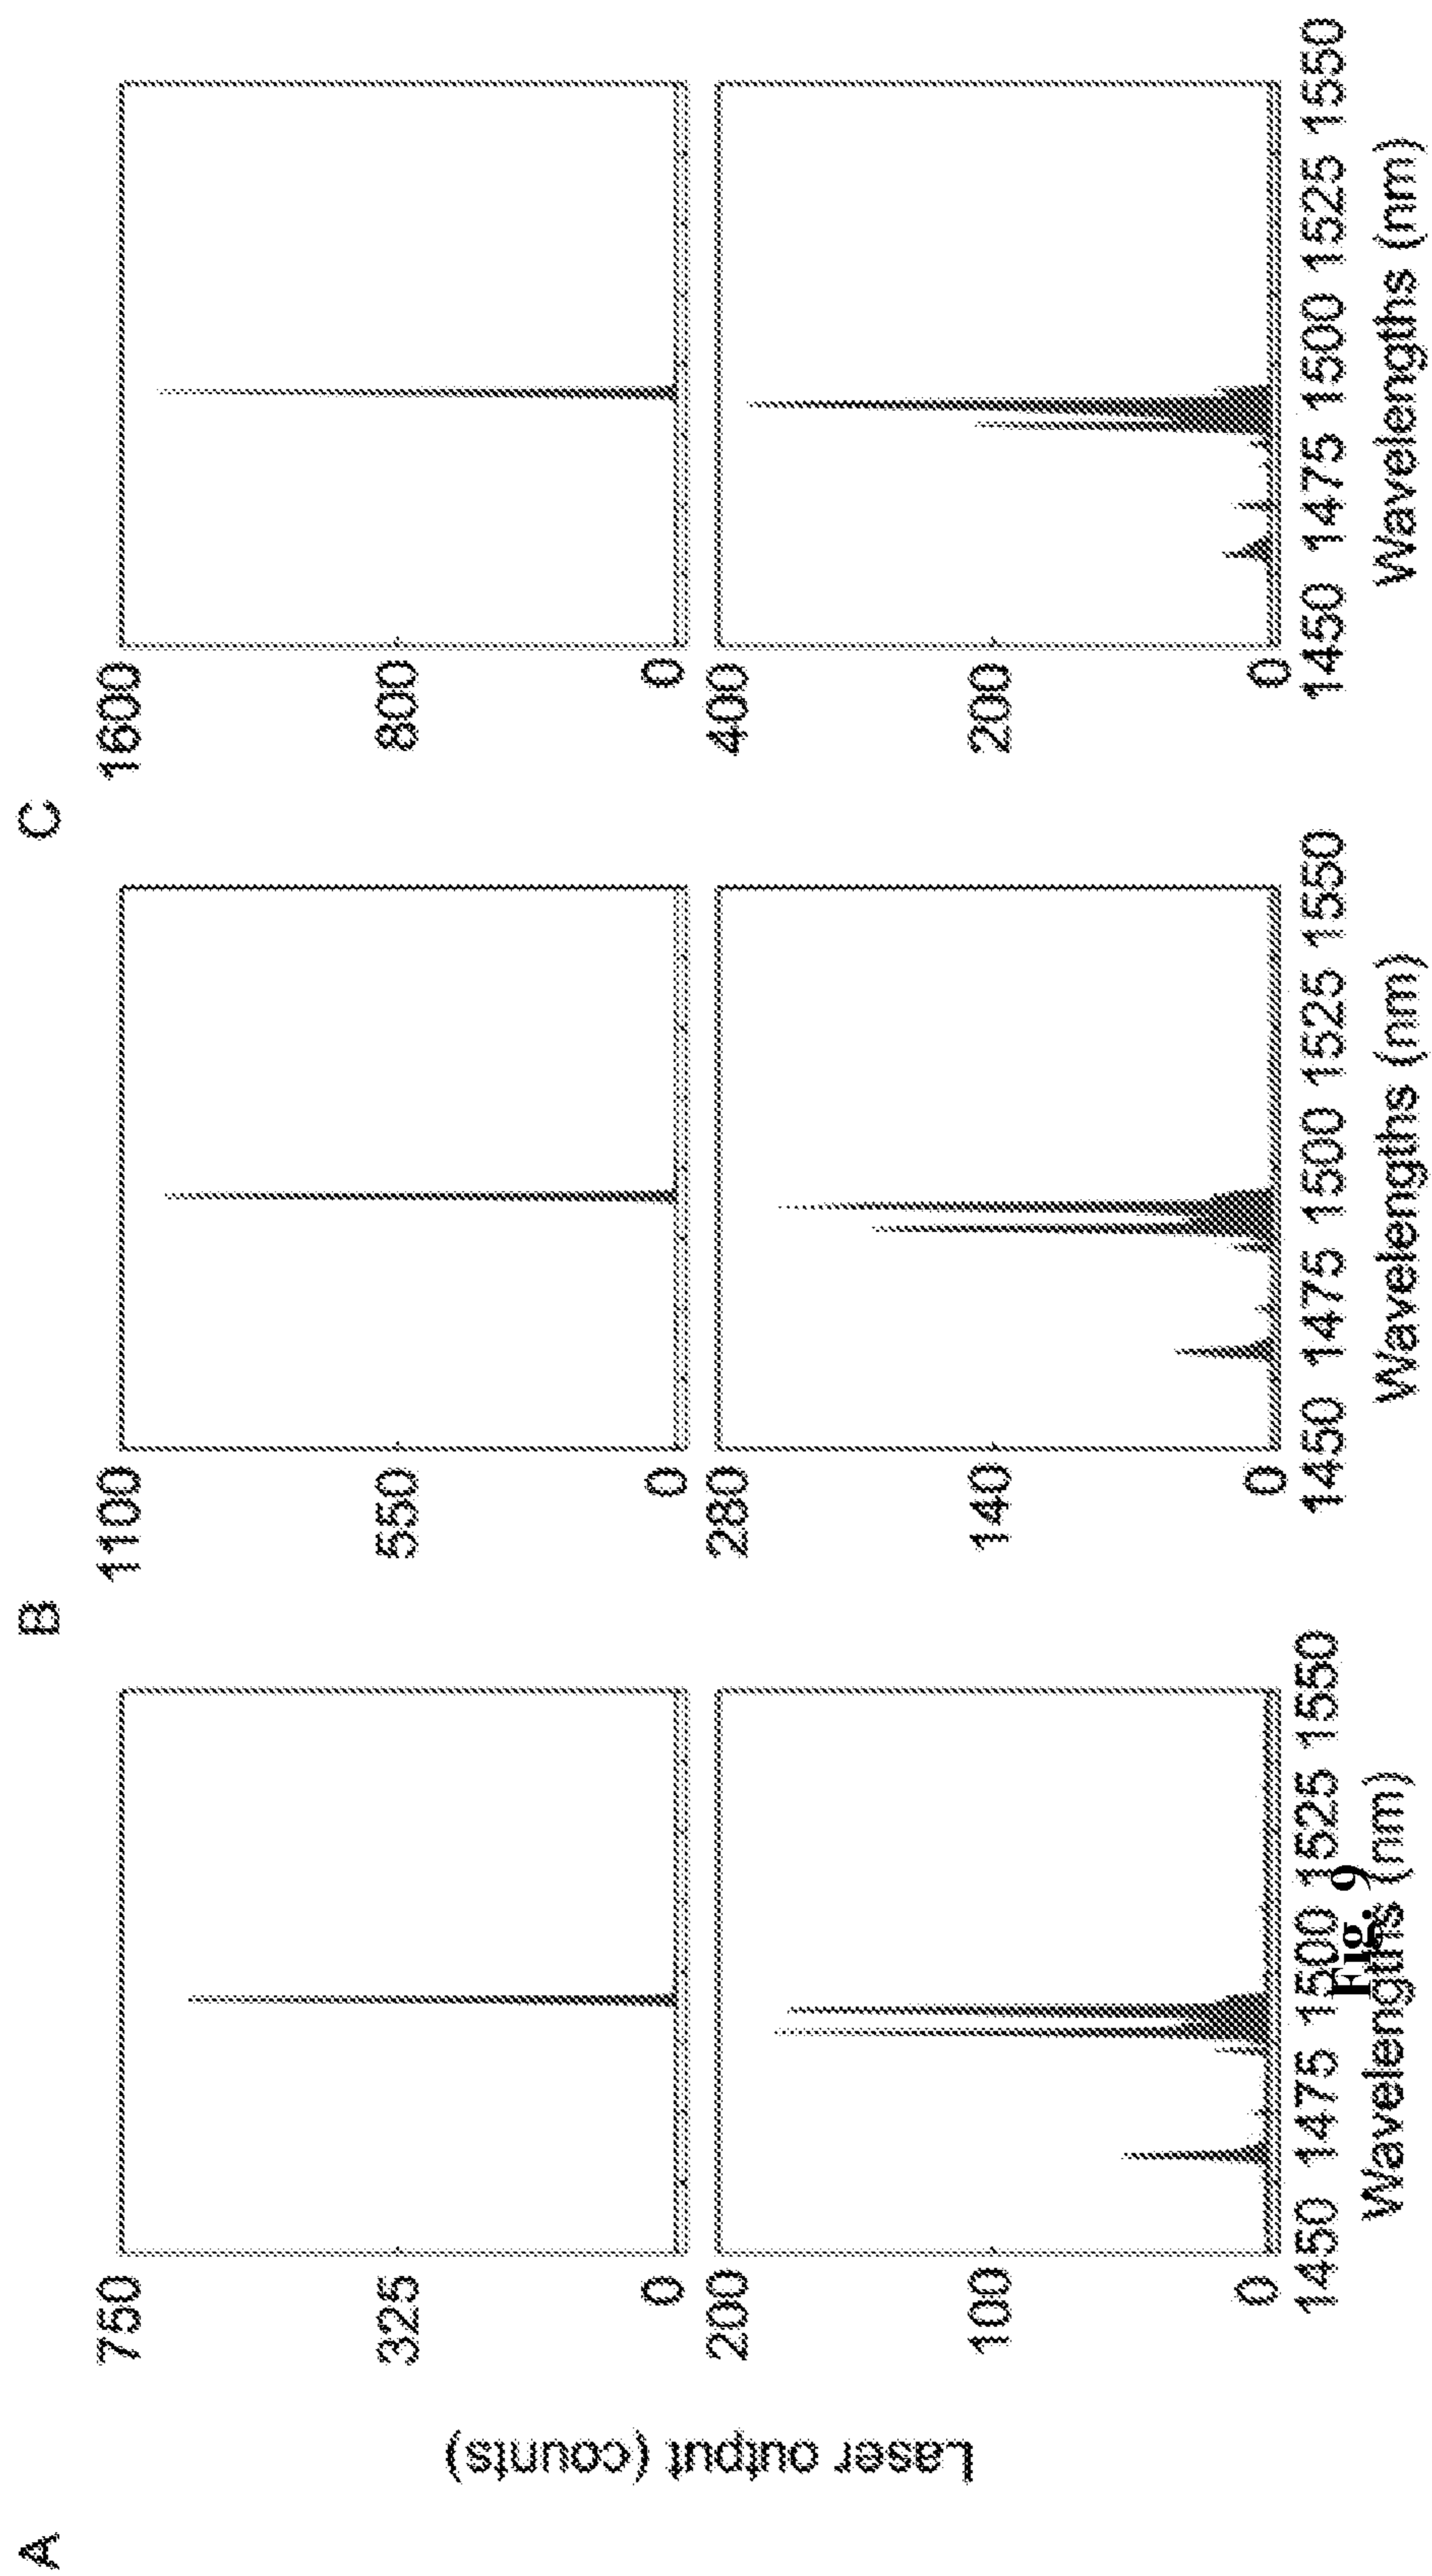 A
B
C
Laser output (counts)
750
325
0
200
100
0
1450 1475 1500 1525 1550
Wavelengths (nm)
1100
550
0
280
140
0
1450 1475 1500 1525 1550
Wavelengths (nm)
1600
800
0
400
200
0
1450 1475 1500 1525 1550
Wavelengths (nm)
Fig. 9